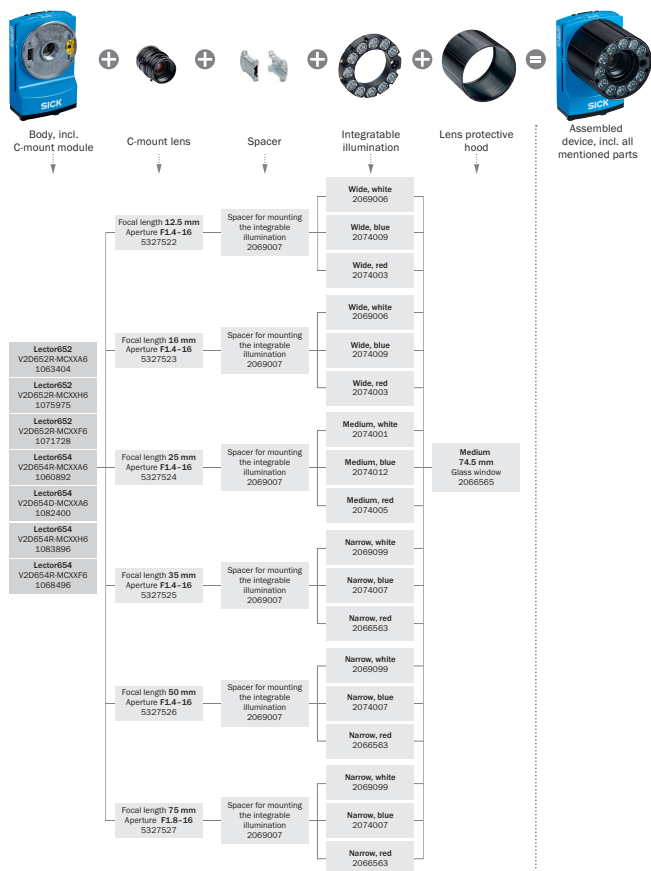 SICK
SICK
Body, incl.
C-mount module
C-mount lens
Spacer
Integratable
illumination
Lens protective
hood
Assembled
device, incl. all
mentioned parts
Lector652
V2D652R-MCXXA6
1063404
Lector652
V2D652R-MCXXH6
1075975
Lector652
V2D652R-MCXXF6
1071728
Lector654
V2D654R-MCXXA6
1060892
Lector654
V2D654D-MCXXA6
1082400
Lector654
V2D654R-MCXXH6
1083896
Lector654
V2D654R-MCXXF6
1068496
Focal length 12.5 mm
Aperture F1.4–16
5327522
Spacer for mounting
the integrable
illumination
2069007
Wide, white
2069006
Wide, blue
2074009
Wide, red
2074003
Focal length 16 mm
Aperture F1.4–16
5327523
Spacer for mounting
the integrable
illumination
2069007
Wide, white
2069006
Wide, blue
2074009
Wide, red
2074003
Focal length 25 mm
Aperture F1.4–16
5327524
Spacer for mounting
the integrable
illumination
2069007
Medium, white
2074001
Medium, blue
2074012
Medium, red
2074005
Focal length 35 mm
Aperture F1.4–16
5327525
Spacer for mounting
the integrable
illumination
2069007
Narrow, white
2069099
Narrow, blue
2074007
Narrow, red
2066563
Focal length 50 mm
Aperture F1.4–16
5327526
Spacer for mounting
the integrable
illumination
2069007
Narrow, white
2069099
Narrow, blue
2074007
Narrow, red
2066563
Focal length 75 mm
Aperture F1.8–16
5327527
Spacer for mounting
the integrable
illumination
2069007
Narrow, white
2069099
Narrow, blue
2074007
Narrow, red
2066563
Medium
74.5 mm
Glass window
2066565